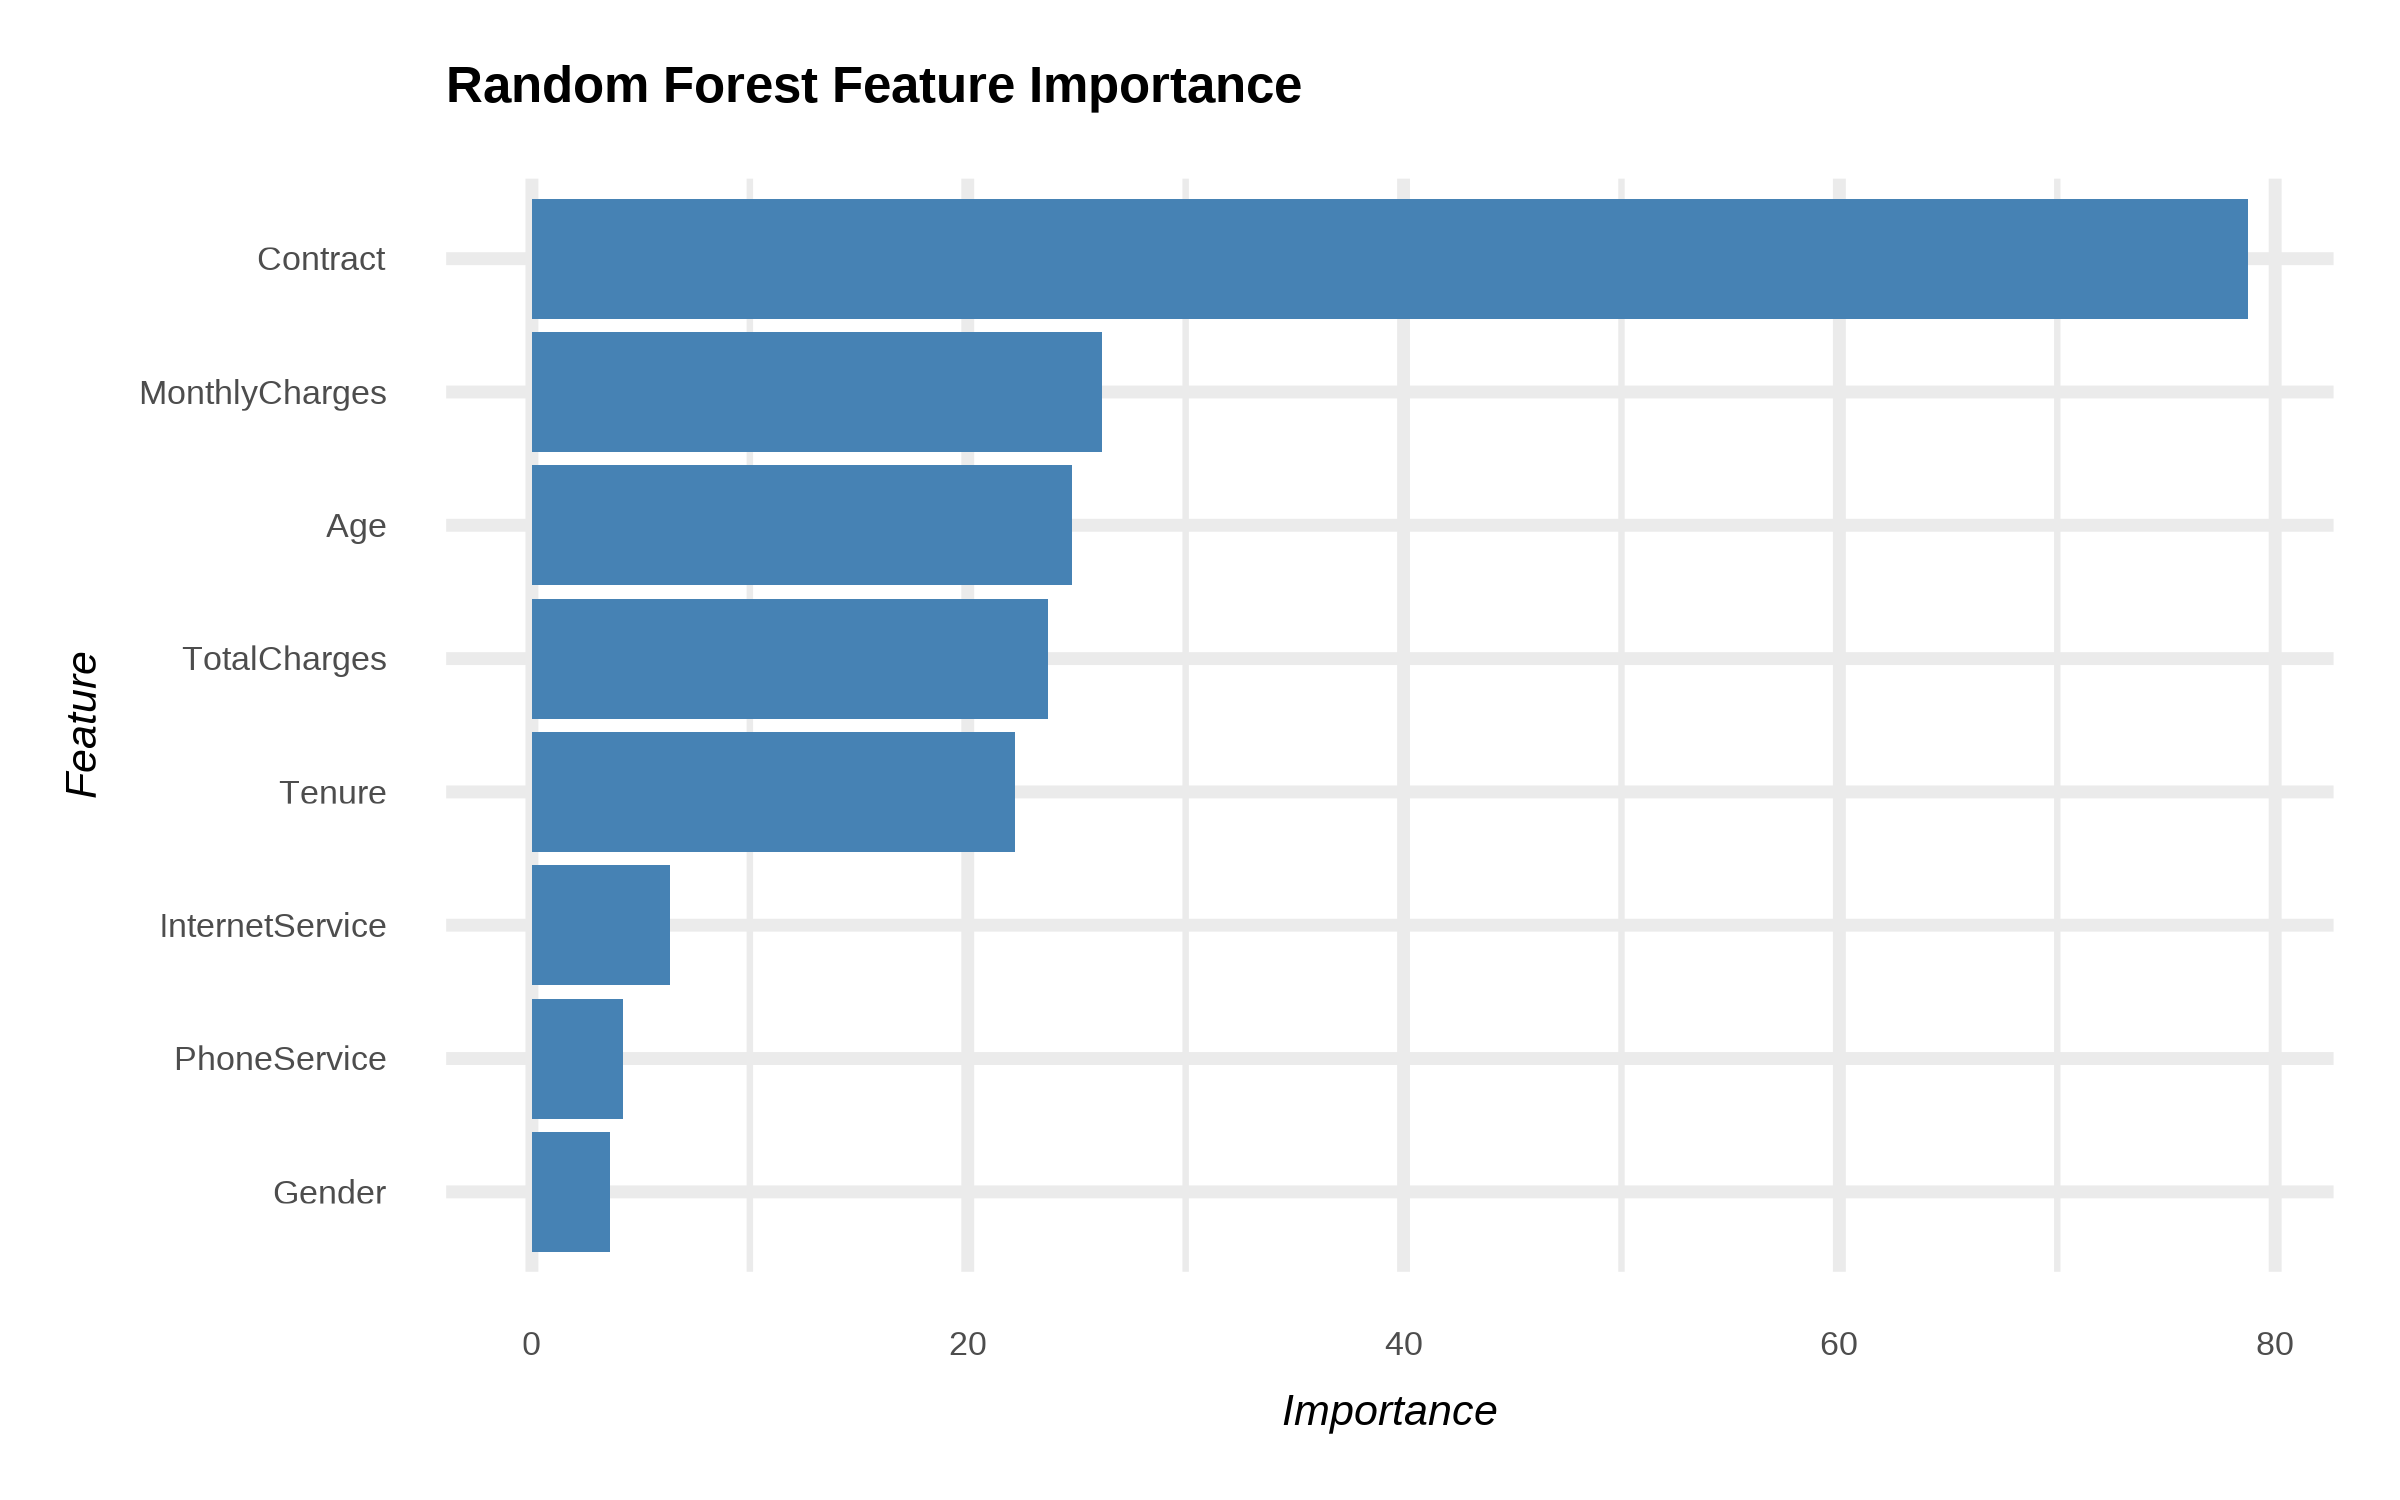 Random Forest Feature Importance
Contract
MonthlyCharges
Age
TotalCharges
Tenure
InternetService
PhoneService
Gender
Feature
0 20 40 60 80
Importance